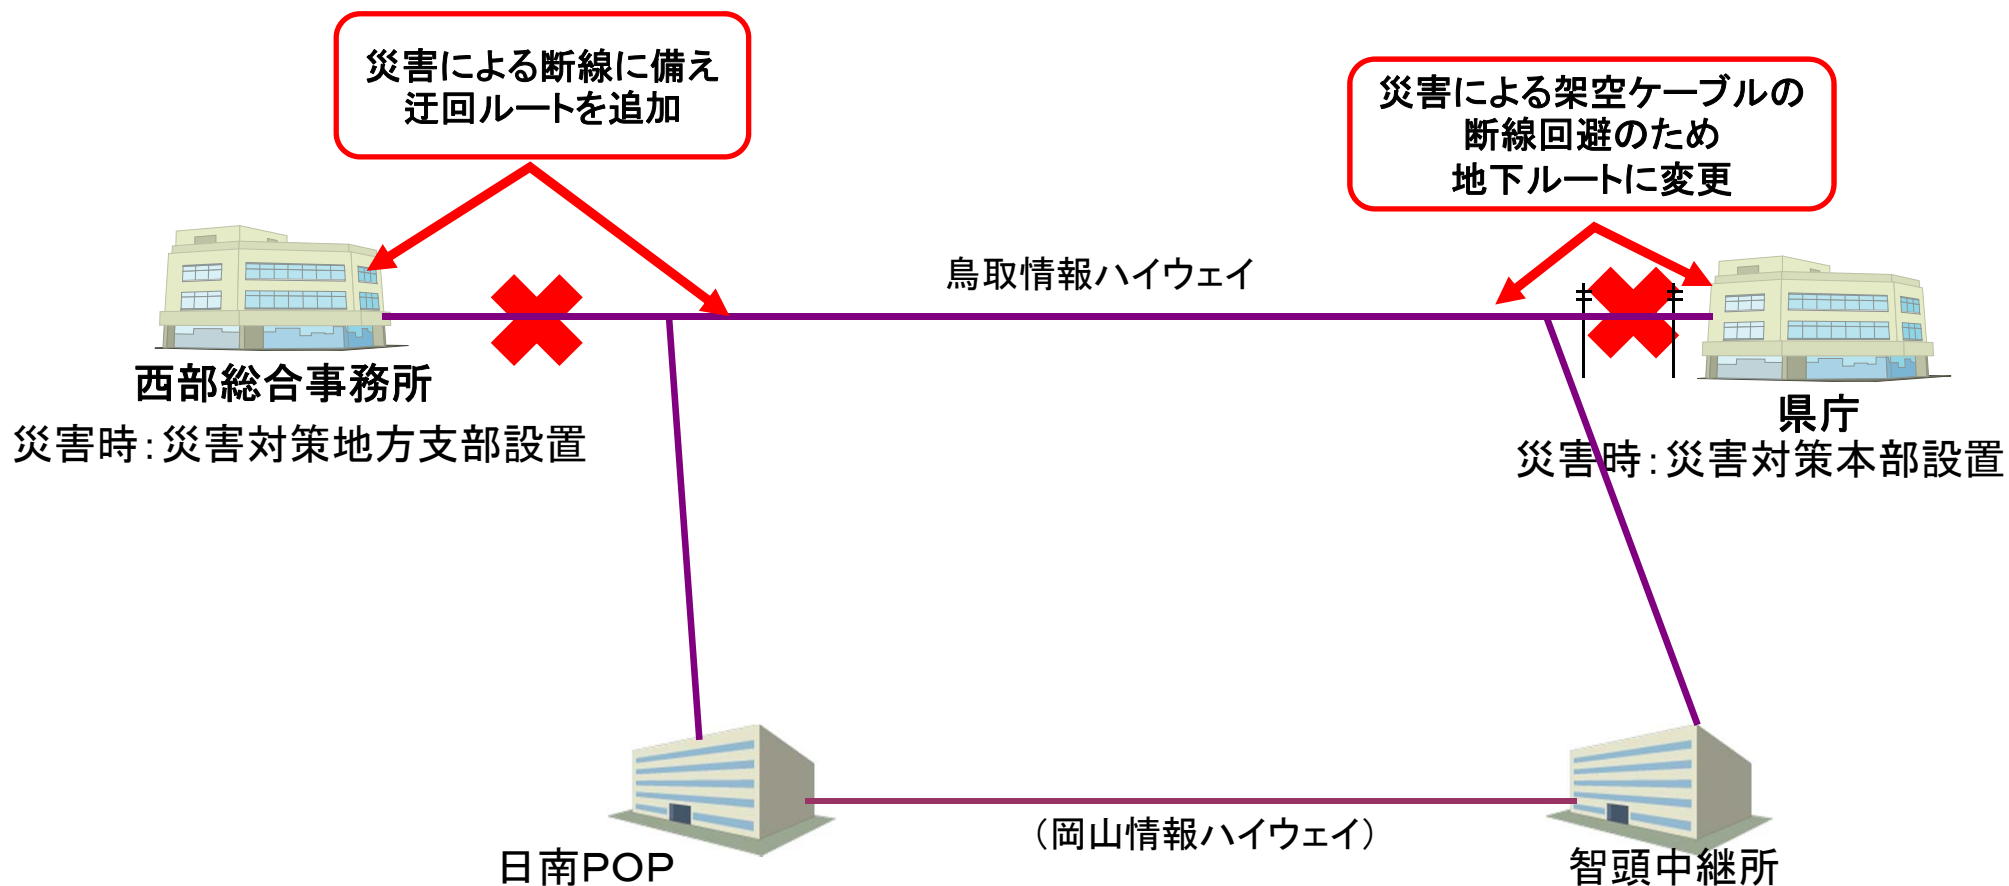 災害による断線に備え
迂回ルートを追加
災害による架空ケーブルの
断線回避のため
地下ルートに変更
鳥取情報ハイウェイ
西部総合事務所
災害時：災害対策地方支部設置
県庁
災害時：災害対策本部設置
（岡山情報ハイウェイ）
日南POP
智頭中継所